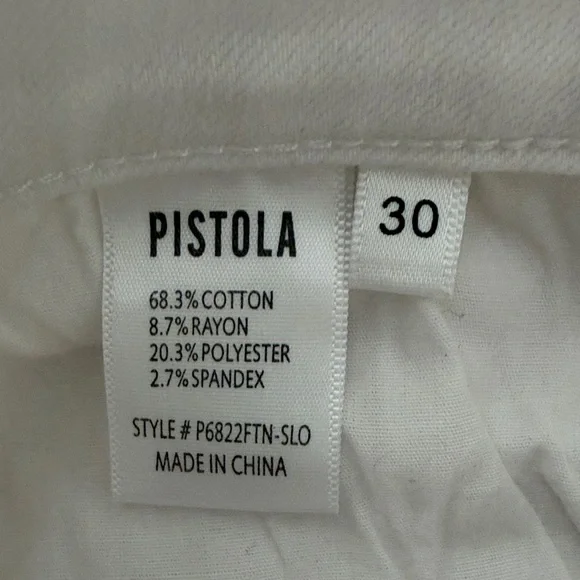 PISTOLA
30
68.3% COTTON
8.7% RAYON
20.3% POLYESTER
2.7% SPANDEX
STYLE # P6822FTN-SLO
MADE IN CHINA